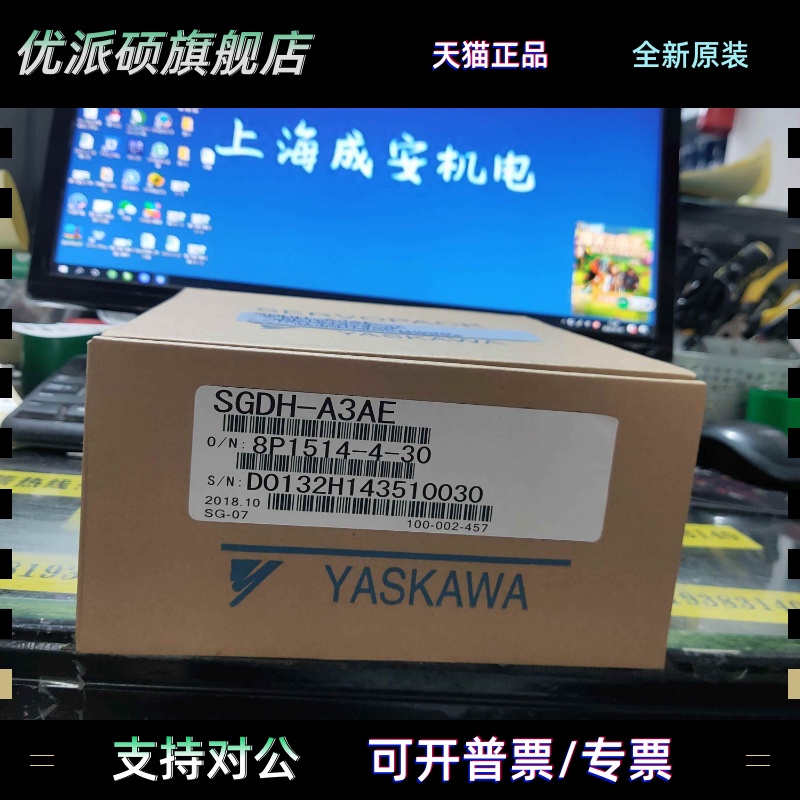 优派硕旗舰店
天猫正品
全新原装
上海成安机电
SERVOPACK
YASKAWA
SGDH-A3AE
O/N: 8P1514-4-30
S/N: D0132H143510030
2018.10
SG-07
100-002-457
YASKAWA
支持对公
可开普票/专票